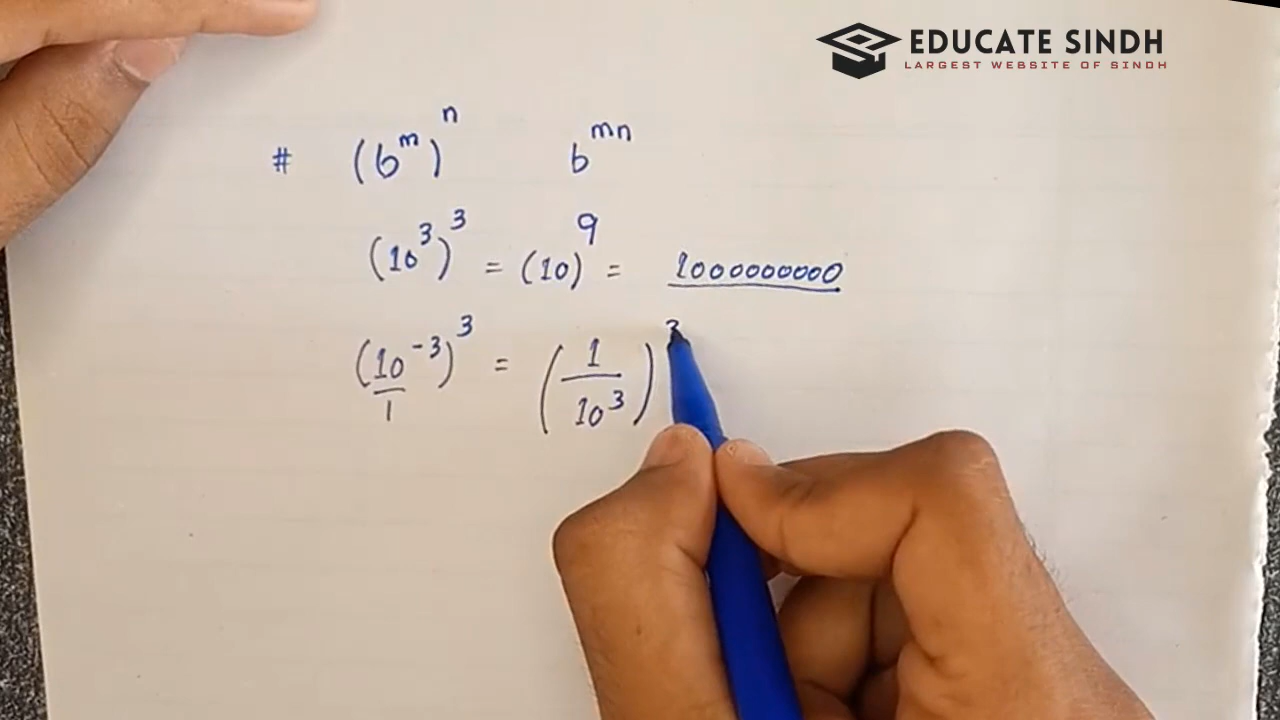 EDUCATE SINDH
LARGEST WEBSITE OF SINDH
# (b^m)^n b^mn
(10^3)^3 = (10)^9 = 1000000000
(10^-3)^3 = (1/10^3)^3
1